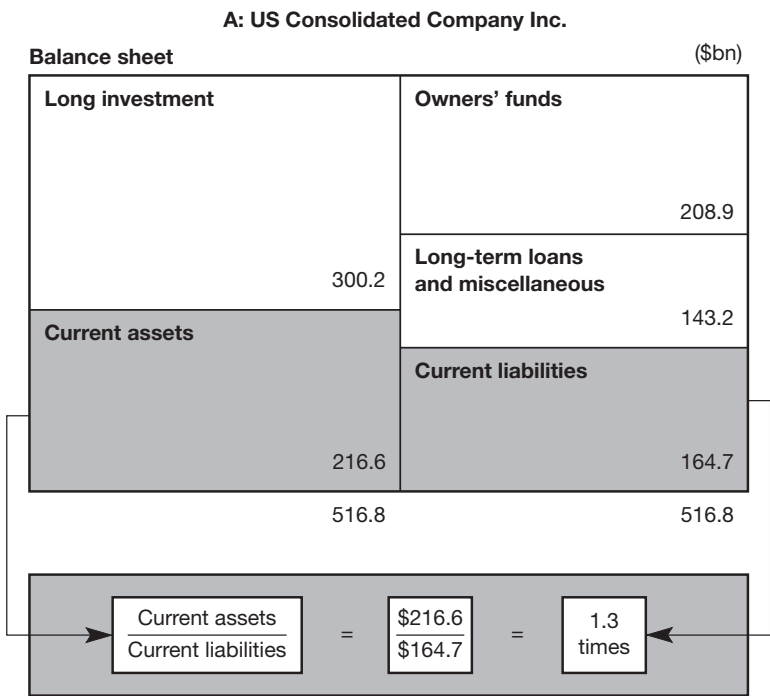 A: US Consolidated Company Inc.
Balance sheet
($bn)
Long investment
300.2
Owners’ funds
208.9
Long-term loans
and miscellaneous
143.2
Current assets
216.6
Current liabilities
164.7
516.8
516.8
Current assets
Current liabilities
=
$216.6
$164.7
=
1.3
times